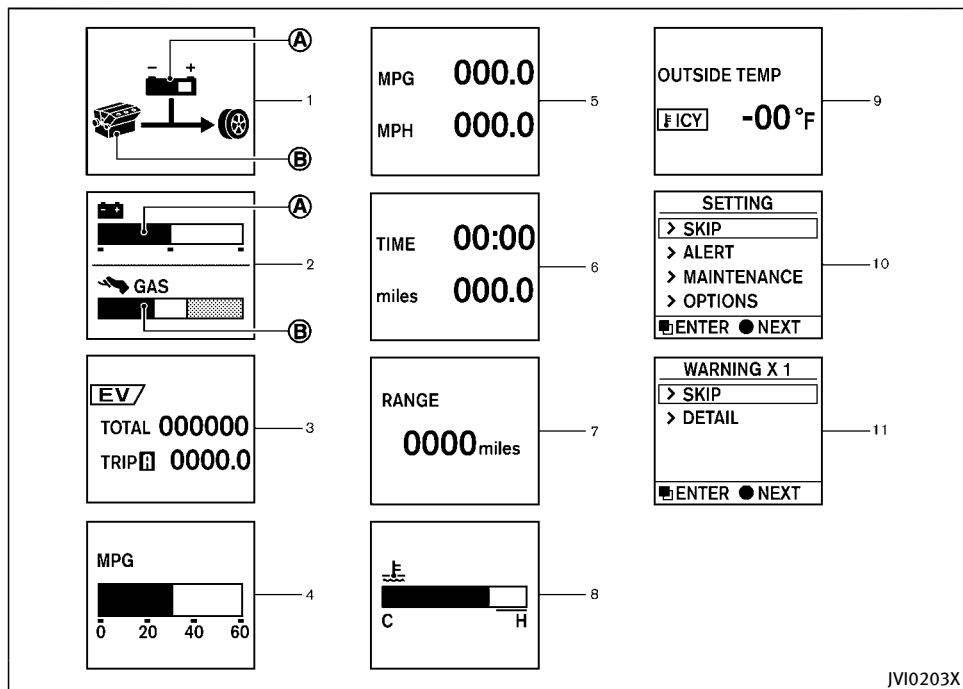 - +
A
B
1
A
2
GAS
B
EV
TOTAL 000000
TRIP A 0000.0
3
MPG
0 20 40 60
4
MPG 000.0
MPH 000.0
5
TIME 00:00
miles 000.0
6
RANGE
0000 miles
7
C H
8
OUTSIDE TEMP
ICY -00 °F
9
SETTING
> SKIP
> ALERT
> MAINTENANCE
> OPTIONS
ENTER NEXT
10
WARNING X 1
> SKIP
> DETAIL
ENTER NEXT
11
JVI0203X